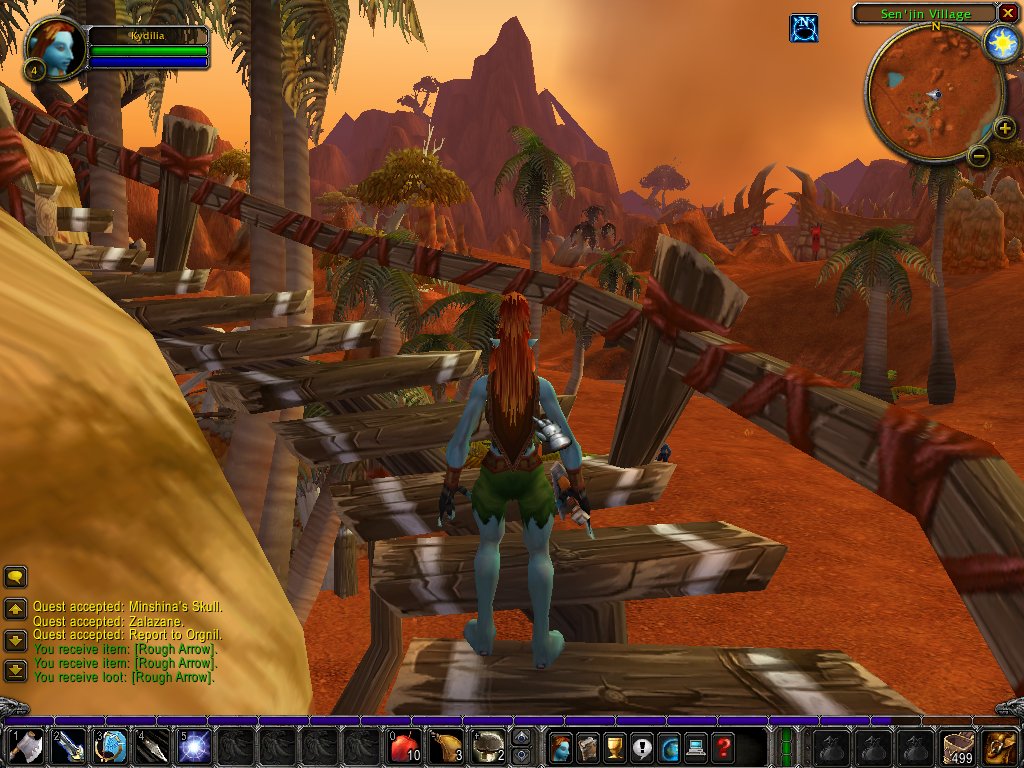 Kydilia
4
Sen'jin Village
N
N
Quest accepted: Minshina's Skull.
Quest accepted: Zalazane.
Quest accepted: Report to Orgnil.
You receive item: [Rough Arrow].
You receive item: [Rough Arrow].
You receive loot: [Rough Arrow].
1 2 3 4 5 0 10 3 2 499